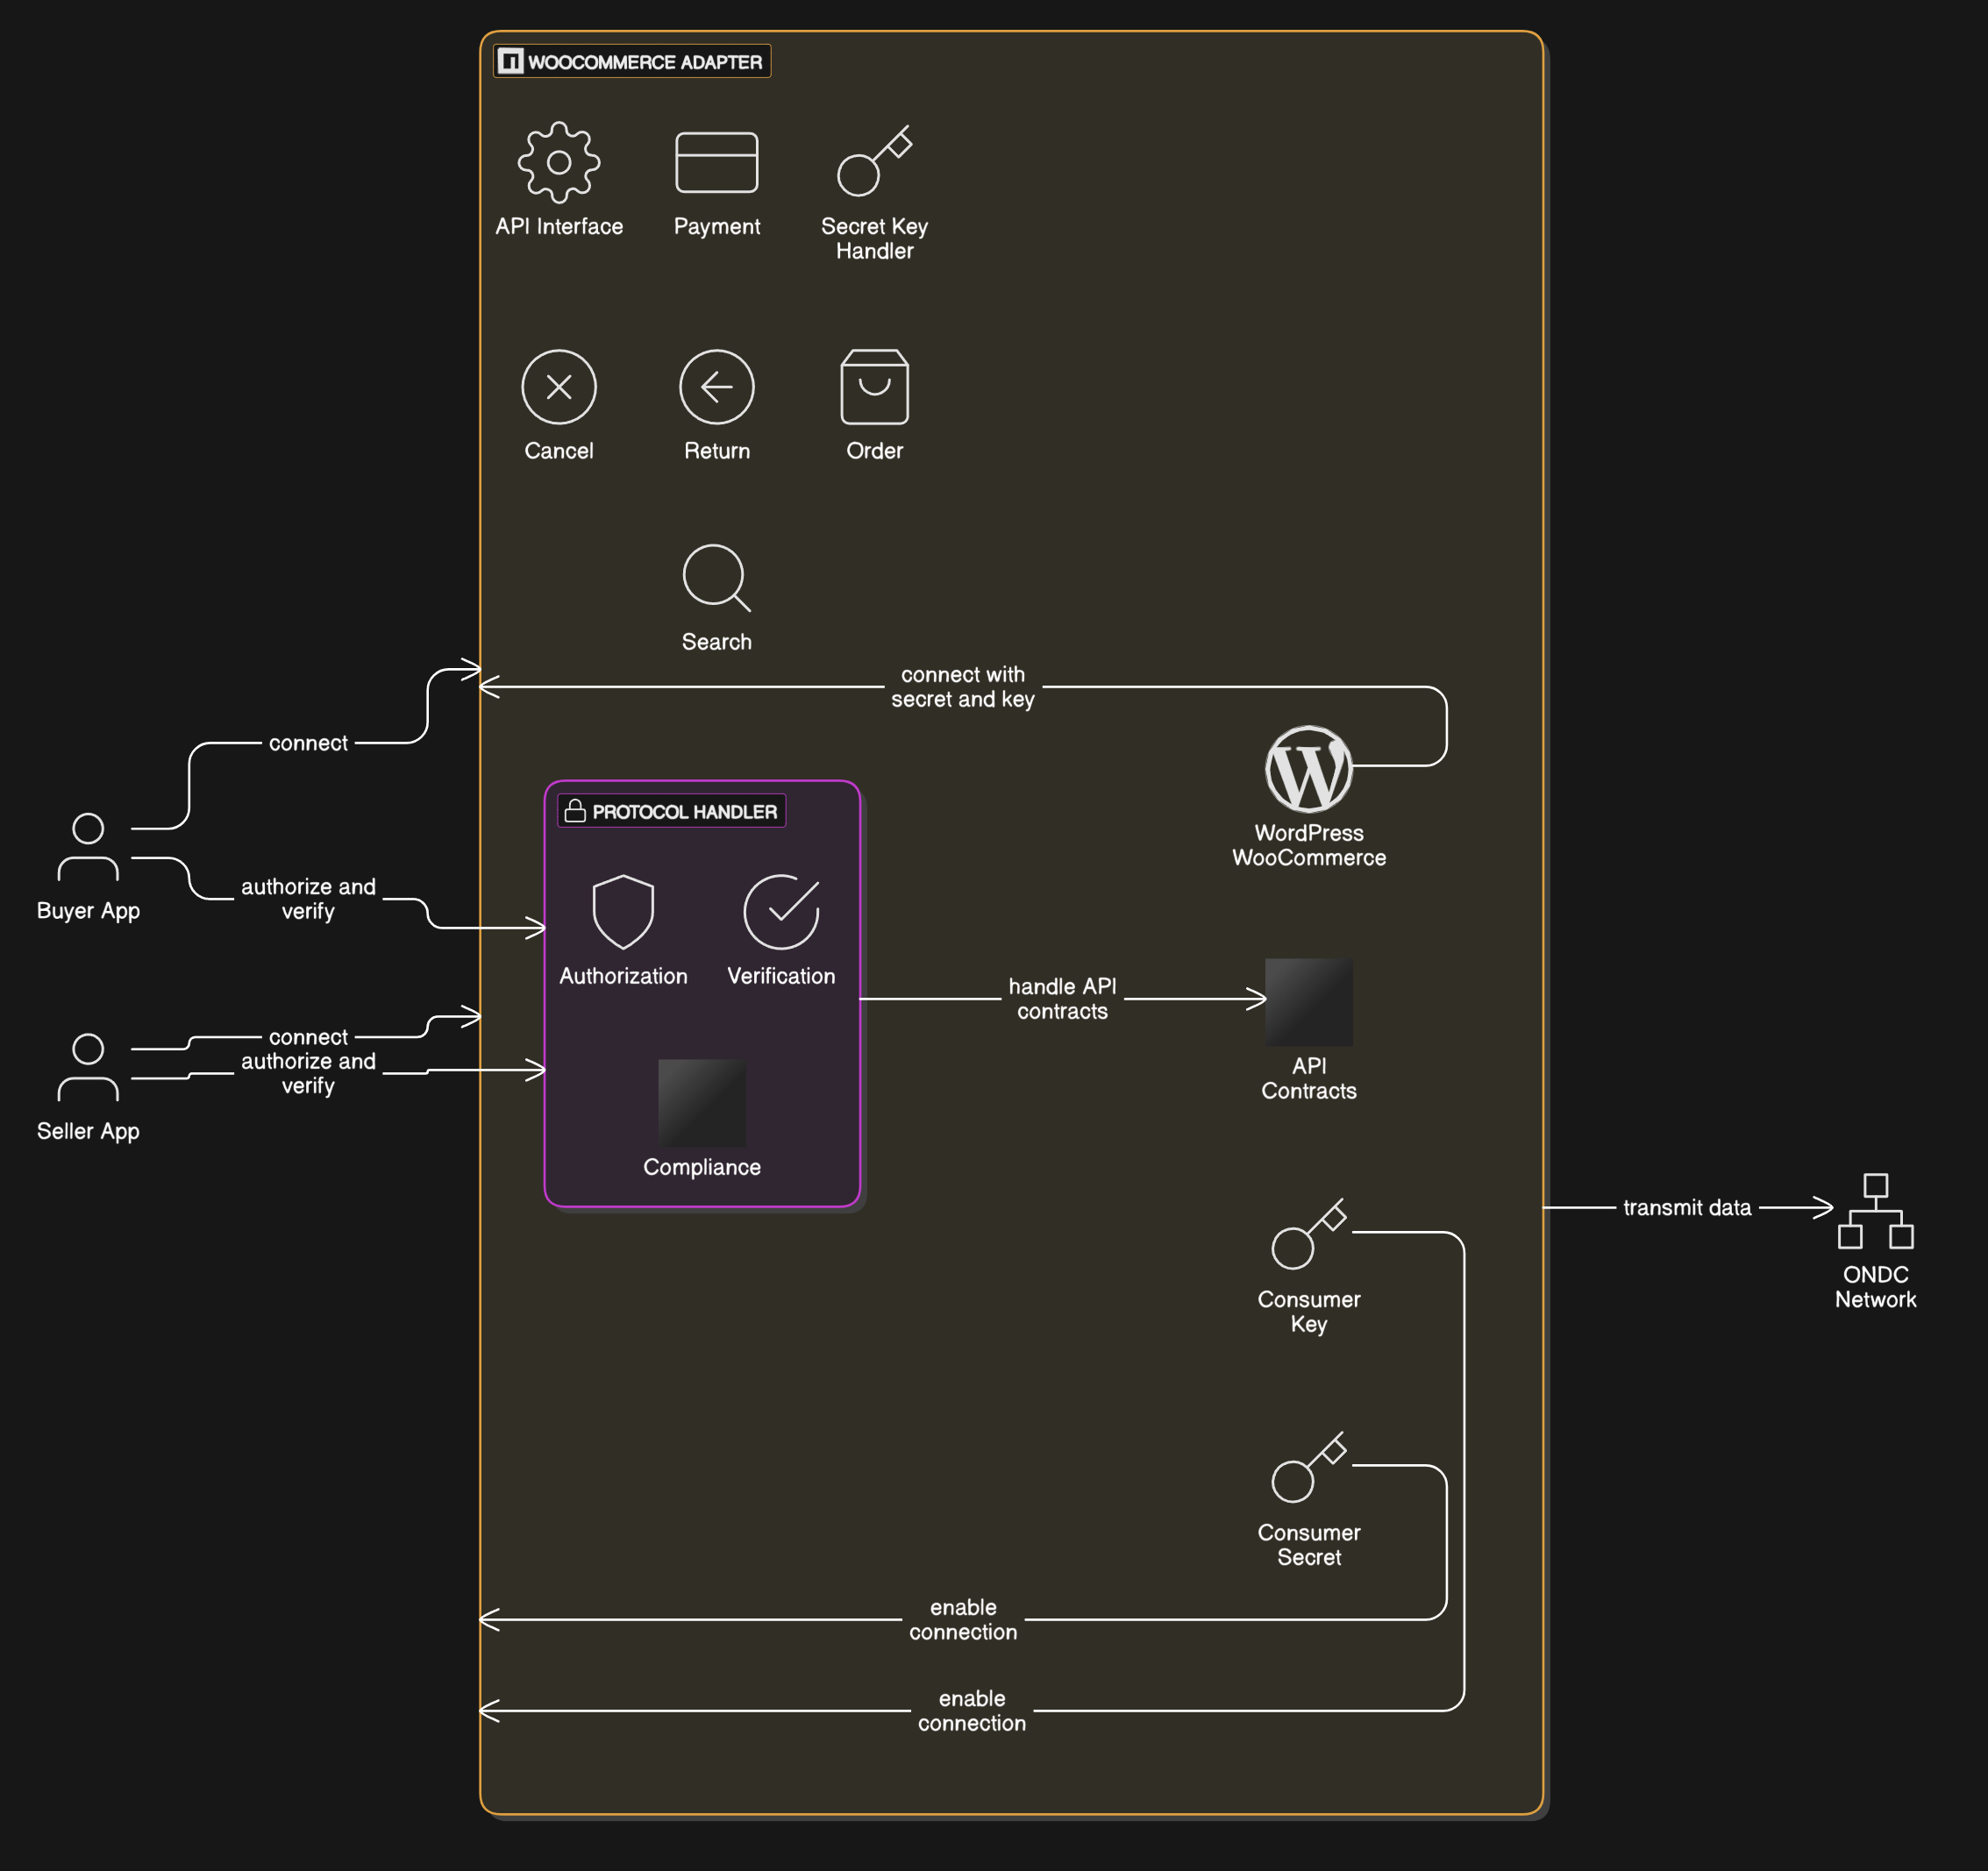 WOOCOMMERCE ADAPTER
API Interface
Payment
Secret Key
Handler
Cancel
Return
Order
Search
connect with
secret and key
connect
WordPress
WooCommerce
PROTOCOL HANDLER
Buyer App
authorize and
verify
Authorization
Verification
handle API
contracts
API
Contracts
connect
authorize and
verify
Seller App
Compliance
transmit data
ONDC
Network
Consumer
Key
Consumer
Secret
enable
connection
enable
connection